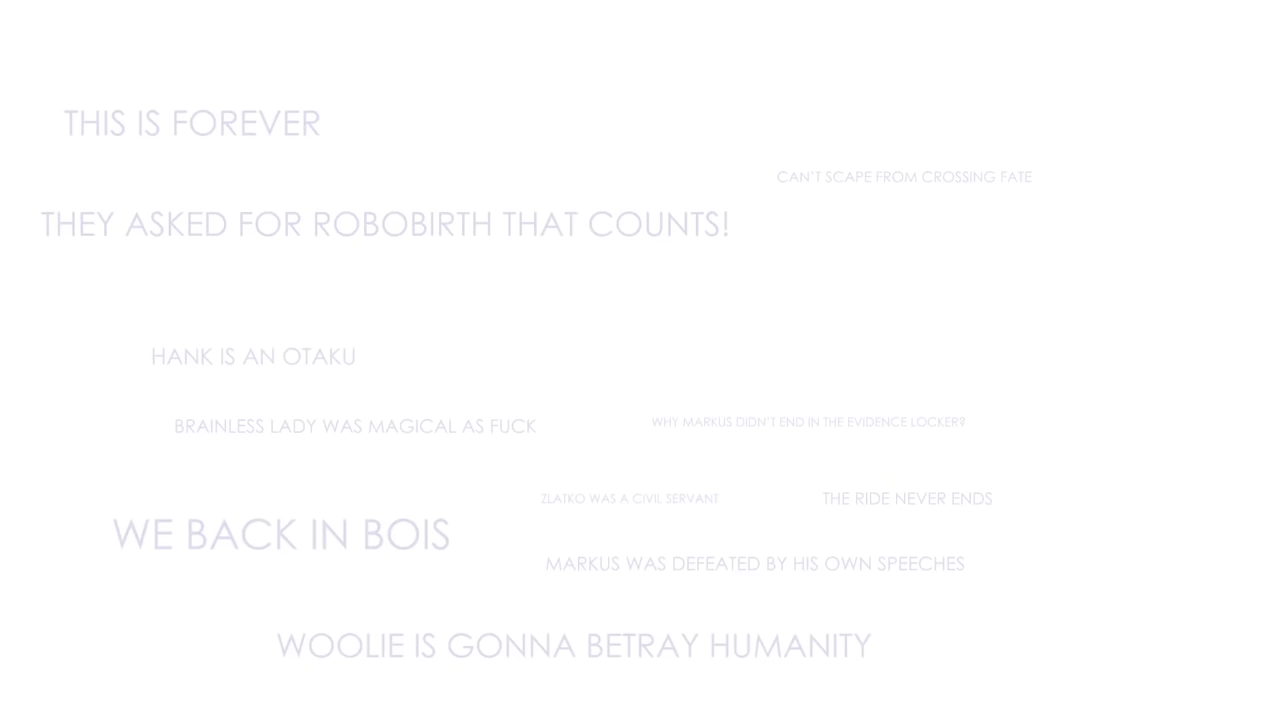 THIS IS FOREVER
CAN'T SCAPE FROM CROSSING FATE
THEY ASKED FOR ROBOBIRTH THAT COUNTS!
HANK IS AN OTAKU
BRAINLESS LADY WAS MAGICAL AS FUCK
WHY MARKUS DIDN'T END IN THE EVIDENCE LOCKER?
ZLATKO WAS A CIVIL SERVANT
THE RIDE NEVER ENDS
WE BACK IN BOIS
MARKUS WAS DEFEATED BY HIS OWN SPEECHES
WOOLIE IS GONNA BETRAY HUMANITY